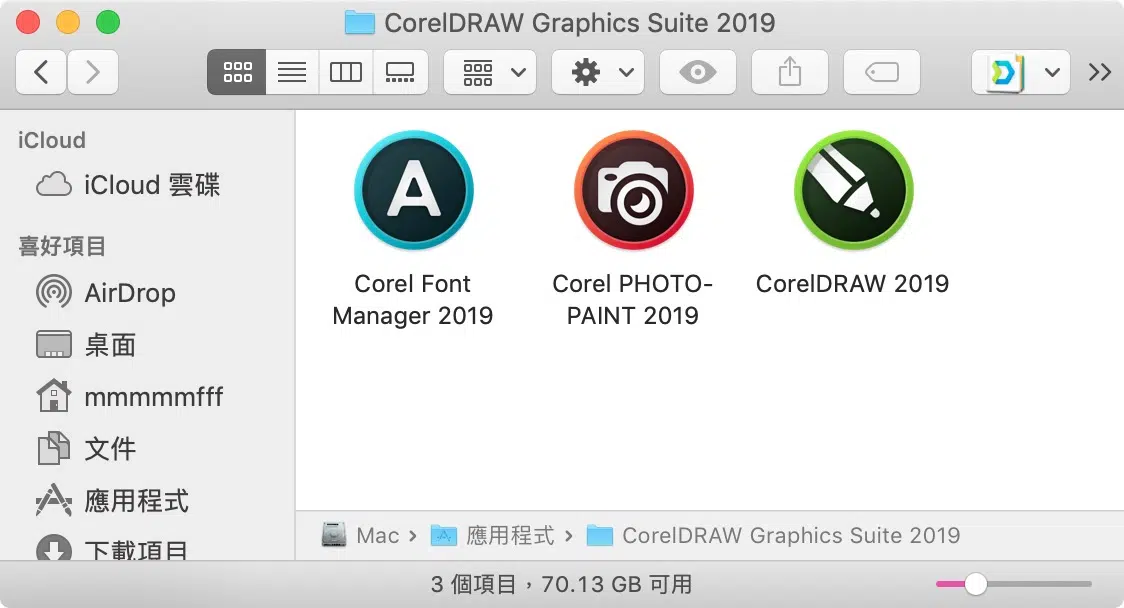 CorelDRAW Graphics Suite 2019
iCloud
iCloud 雲碟
喜好項目
AirDrop
桌面
mmmmmfff
文件
應用程式
下載項目
A
Corel Font
Manager 2019
Corel PHOTO-
PAINT 2019
CorelDRAW 2019
Mac › 應用程式 › CorelDRAW Graphics Suite 2019
3 個項目，70.13 GB 可用